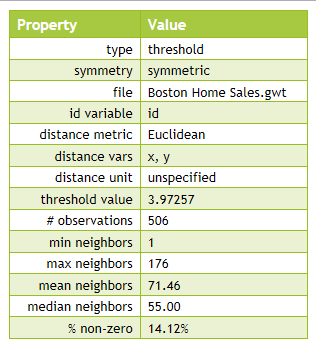 Property Value
type threshold
symmetry symmetric
file Boston Home Sales.gwt
id variable id
distance metric Euclidean
distance vars x, y
distance unit unspecified
threshold value 3.97257
# observations 506
min neighbors 1
max neighbors 176
mean neighbors 71.46
median neighbors 55.00
% non-zero 14.12%